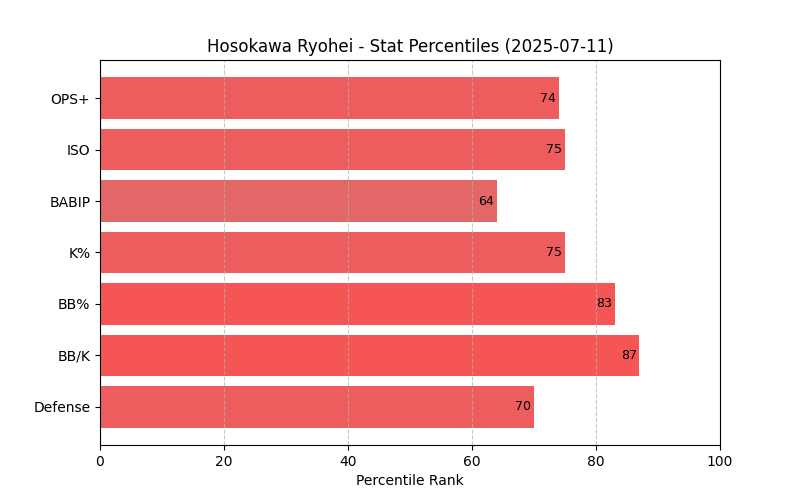 Hosokawa Ryohei - Stat Percentiles (2025-07-11)
OPS+ 74
ISO 75
BABIP 64
K% 75
BB% 83
BB/K 87
Defense 70
0 20 40 60 80 100
Percentile Rank